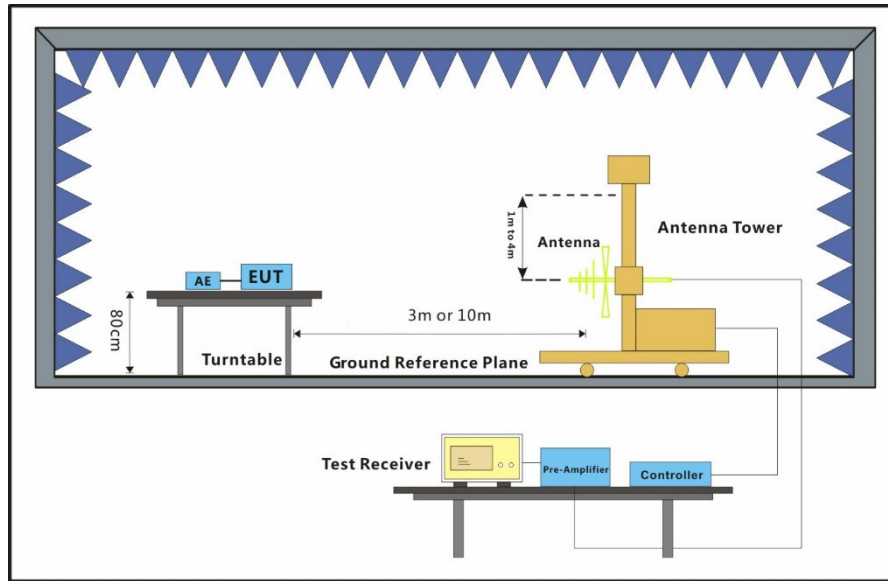 1m to 4m
Antenna
Antenna Tower
AE
EUT
80cm
3m or 10m
Turntable
Ground Reference Plane
Test Receiver
Pre-Amplifier
Controller